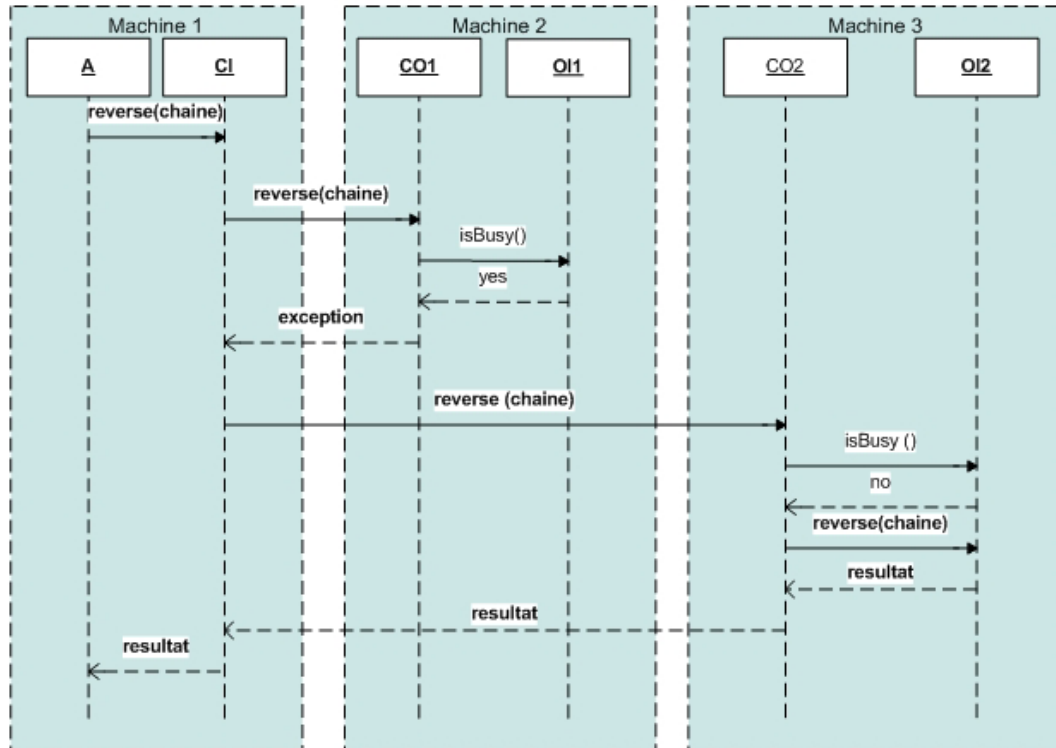 Machine 1
Machine 2
Machine 3
A
CI
CO1
OI1
CO2
OI2
reverse(chaine)
reverse(chaine)
isBusy()
yes
exception
reverse (chaine)
isBusy ()
no
reverse(chaine)
resultat
resultat
resultat